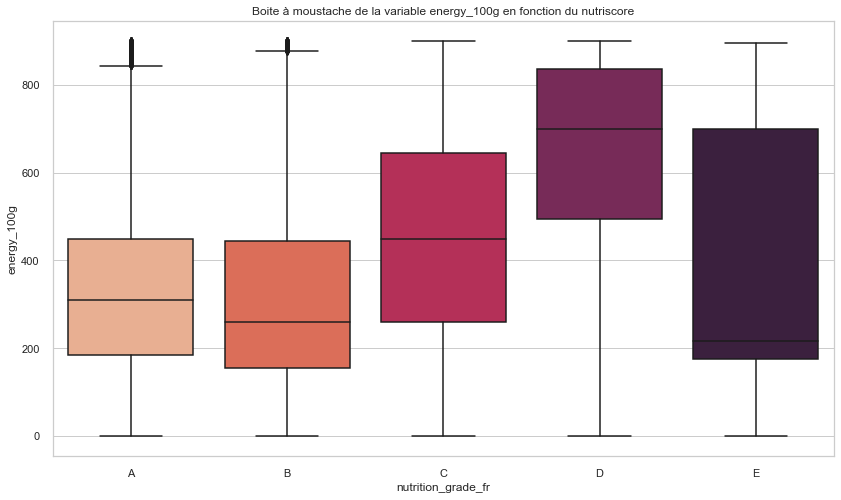 Boite à moustache de la variable energy_100g en fonction du nutriscore
800
600
400
200
0
energy_100g
A B C D E
nutrition_grade_fr